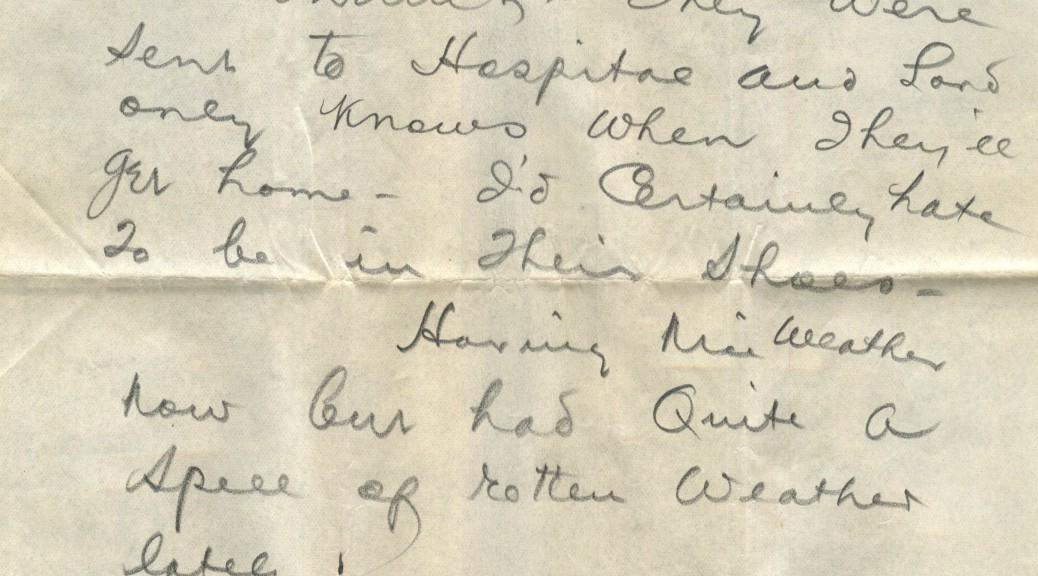 They were
Sent to Hospital and Lord
only Knows when They'll
Get home - I'd Certainly hate
To be in Their Shoes -
Having Nice Weather
Now but had Quite a
Spell of rotten Weather
lately